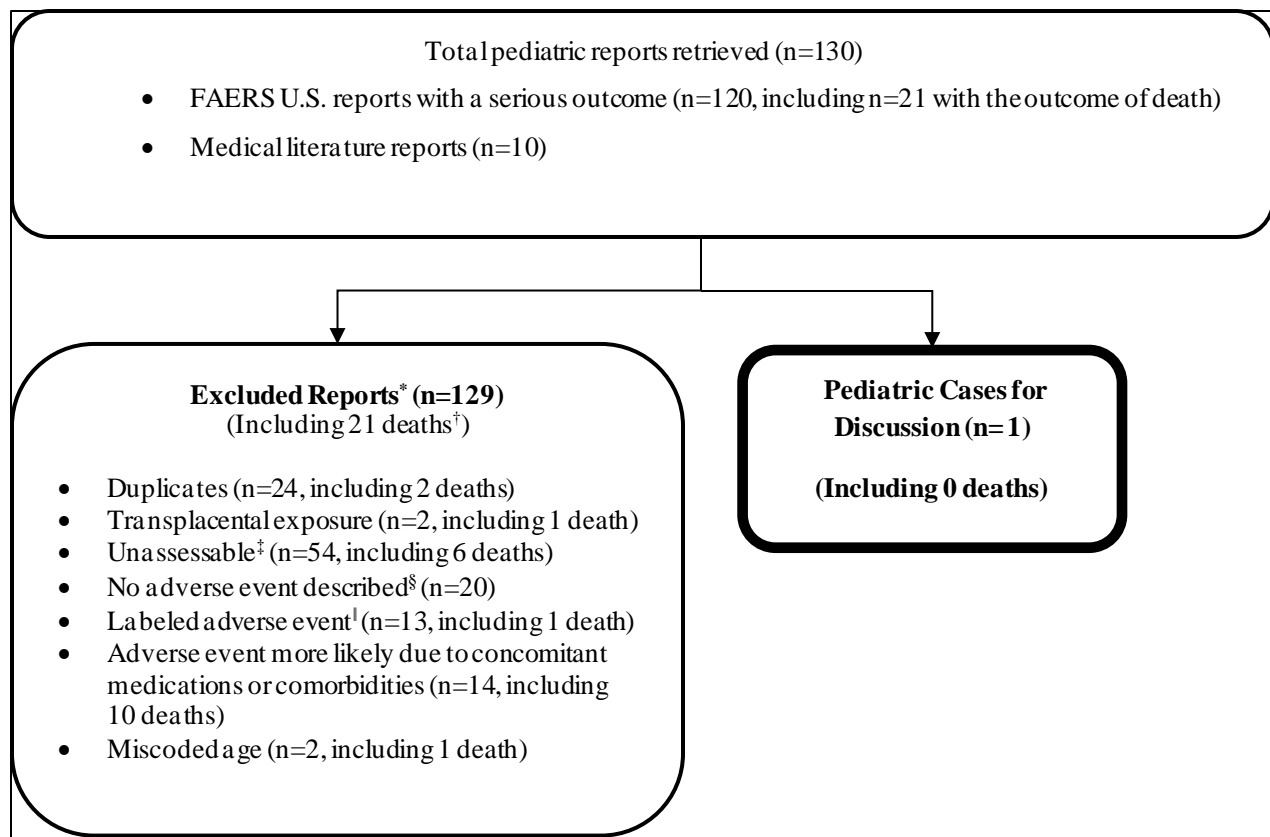 Total pediatric reports retrieved (n=130)
• FAERS U.S. reports with a serious outcome (n=120, including n=21 with the outcome of death)
• Medical literature reports (n=10)
Excluded Reports* (n=129)
(Including 21 deaths†)
• Duplicates (n=24, including 2 deaths)
• Transplacental exposure (n=2, including 1 death)
• Unassessable‡ (n=54, including 6 deaths)
• No adverse event described§ (n=20)
• Labeled adverse event‖ (n=13, including 1 death)
• Adverse event more likely due to concomitant
medications or comorbidities (n=14, including
10 deaths)
• Miscoded age (n=2, including 1 death)
Pediatric Cases for
Discussion (n=1)
(Including 0 deaths)